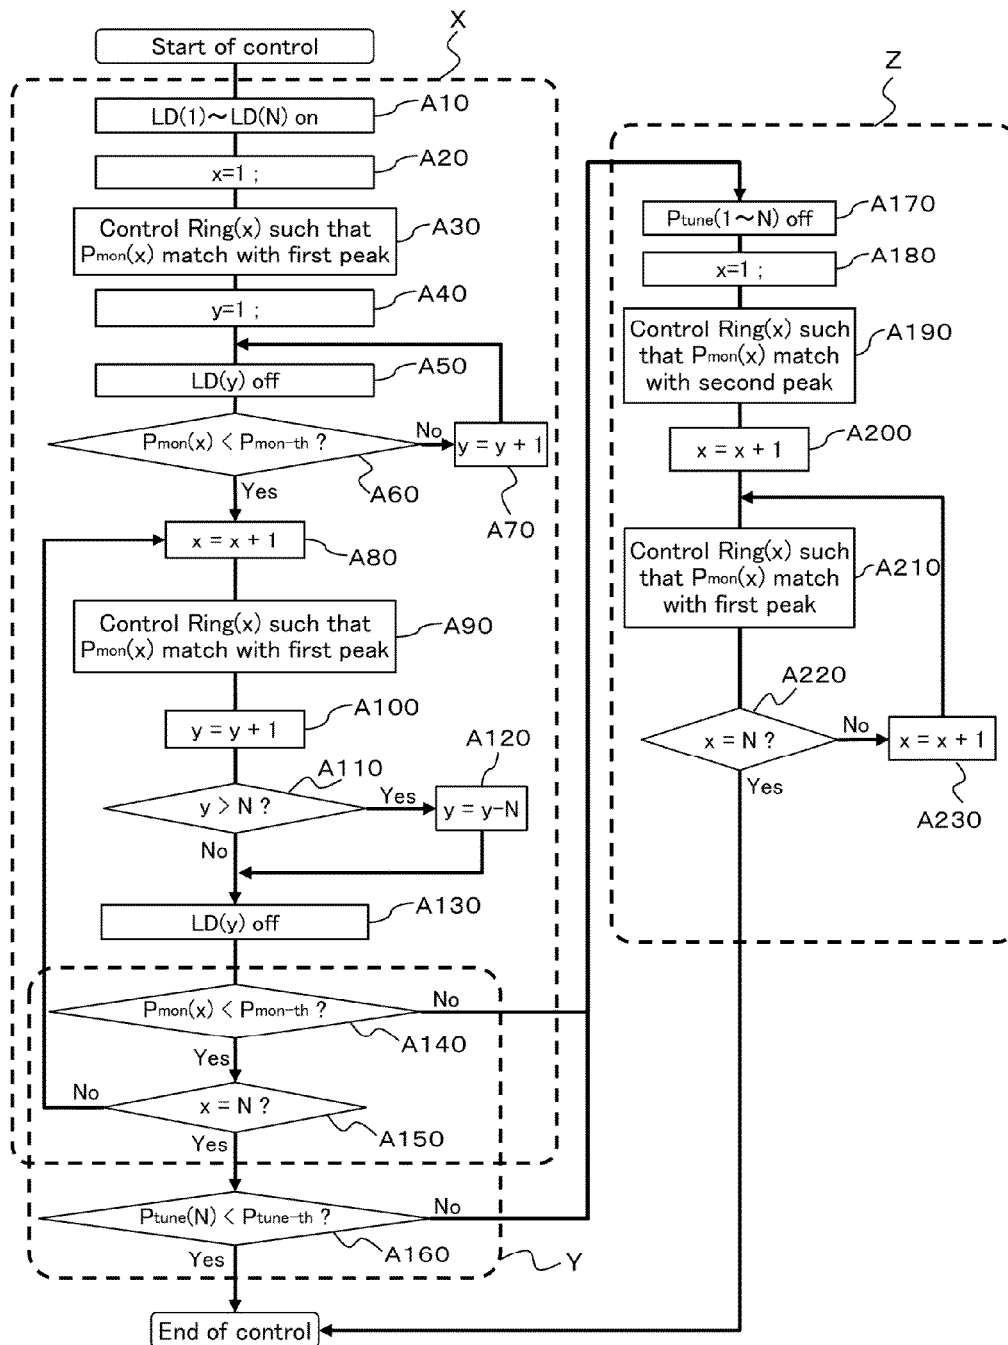 X
Start of control
A10
LD(1)～LD(N) on
A20
x=1 ;
A30
Control Ring(x) such that
Pmon(x) match with first peak
A40
y=1 ;
A50
LD(y) off
Pmon(x) < Pmon-th ?
No
y = y + 1
A60
A70
Yes
x = x + 1
A80
A90
Control Ring(x) such that
Pmon(x) match with first peak
A100
y = y + 1
A110
A120
y > N ?
Yes
y = y-N
No
A130
LD(y) off
Pmon(x) < Pmon-th ?
No
A140
Yes
No
x = N ?
A150
Yes
Ptune(N) < Ptune-th ?
No
A160
Yes
Y
End of control
Z
A170
Ptune(1～N) off
A180
x=1 ;
A190
Control Ring(x) such
that Pmon(x) match
with second peak
A200
x = x + 1
Control Ring(x) such
that Pmon(x) match
with first peak
A210
A220
x = N ?
No
x = x + 1
Yes
A230